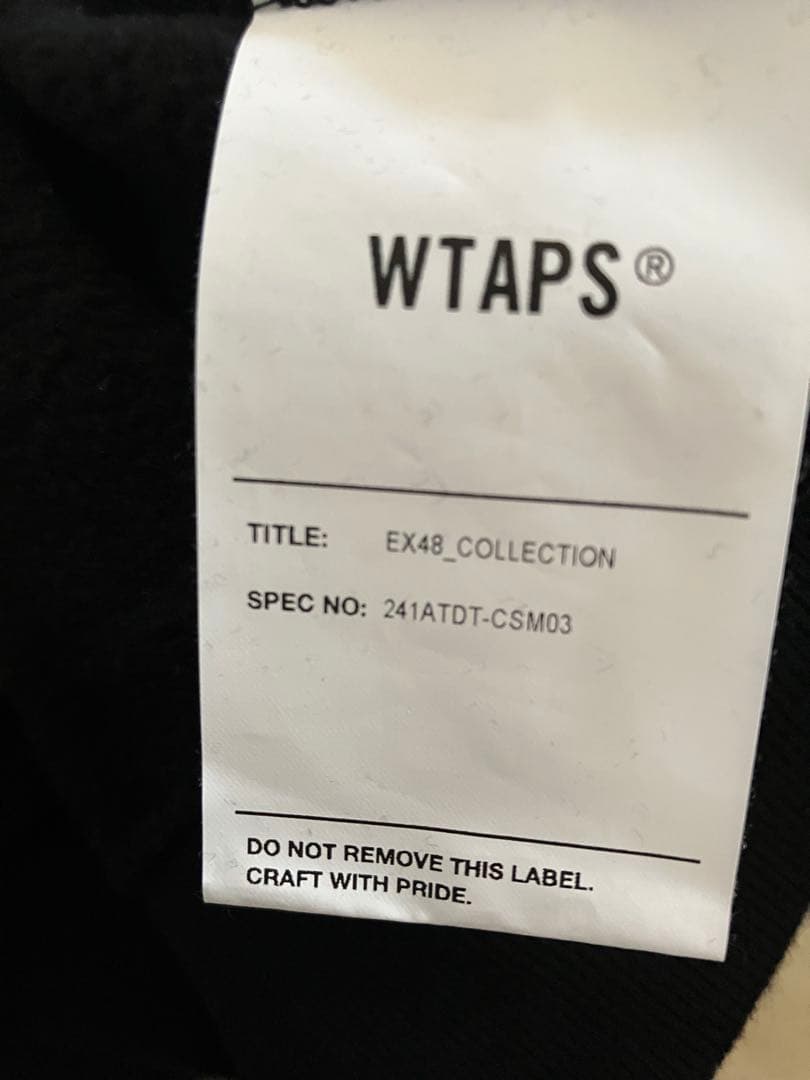 WTAPS®
TITLE: EX48_COLLECTION
SPEC NO: 241ATDT-CSM03
DO NOT REMOVE THIS LABEL.
CRAFT WITH PRIDE.